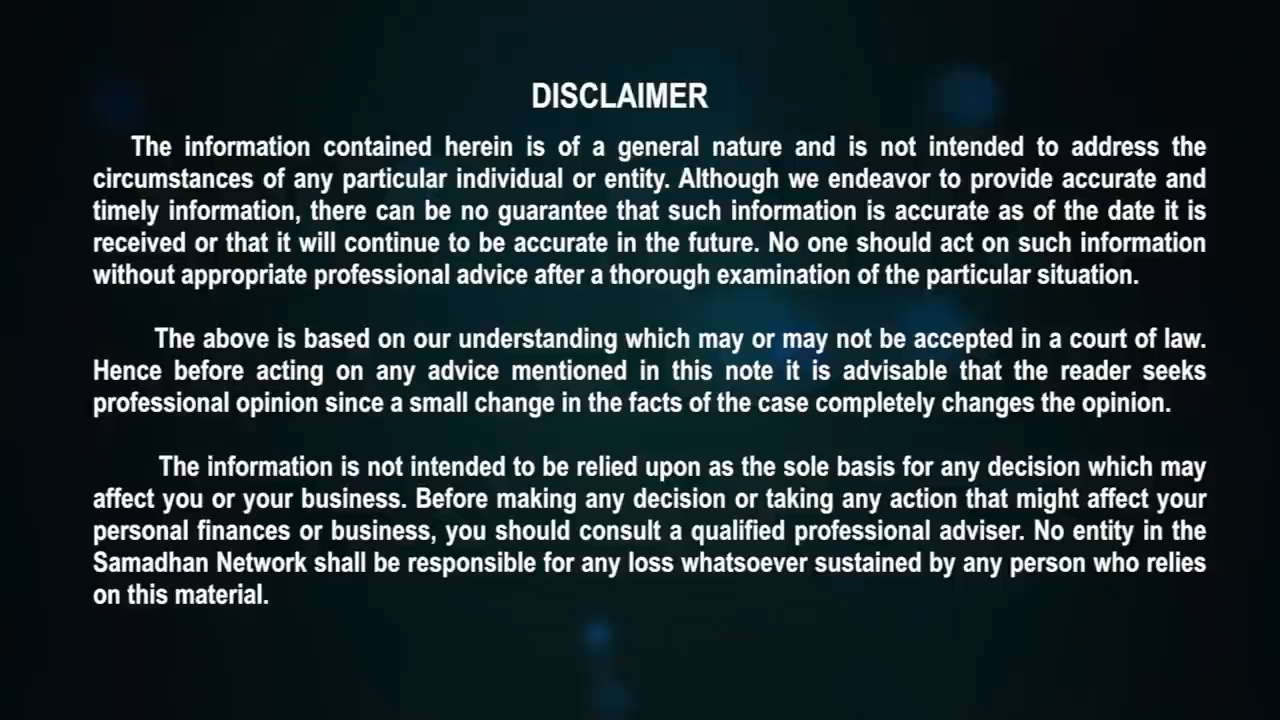 DISCLAIMER
The information contained herein is of a general nature and is not intended to address the
circumstances of any particular individual or entity. Although we endeavor to provide accurate and
timely information, there can be no guarantee that such information is accurate as of the date it is
received or that it will continue to be accurate in the future. No one should act on such information
without appropriate professional advice after a thorough examination of the particular situation.
The above is based on our understanding which may or may not be accepted in a court of law.
Hence before acting on any advice mentioned in this note it is advisable that the reader seeks
professional opinion since a small change in the facts of the case completely changes the opinion.
The information is not intended to be relied upon as the sole basis for any decision which may
affect you or your business. Before making any decision or taking any action that might affect your
personal finances or business, you should consult a qualified professional adviser. No entity in the
Samadhan Network shall be responsible for any loss whatsoever sustained by any person who relies
on this material.